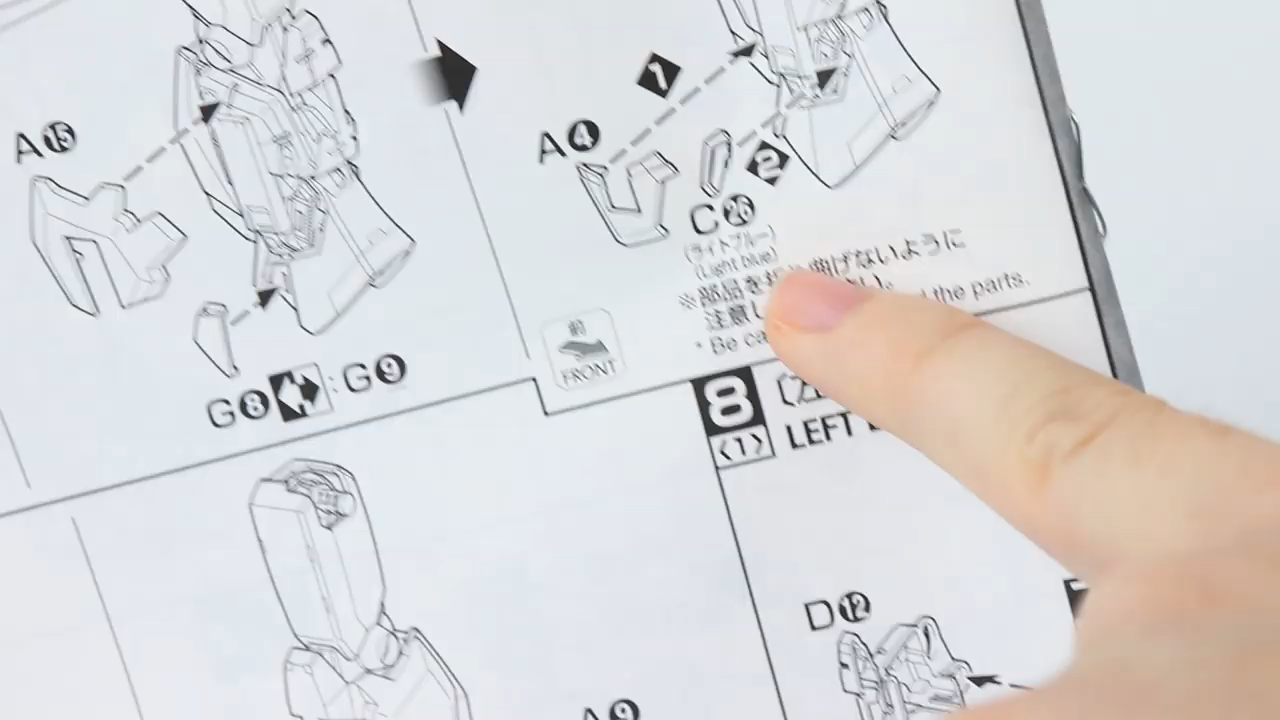 A15
1
A4
2
C26
(ライトブルー)
(Light blue)
※部品を 曲げないように
注意し
• Be the parts.
前
FRONT
G8 : G9
8
〈1〉
LEFT
D12
A9